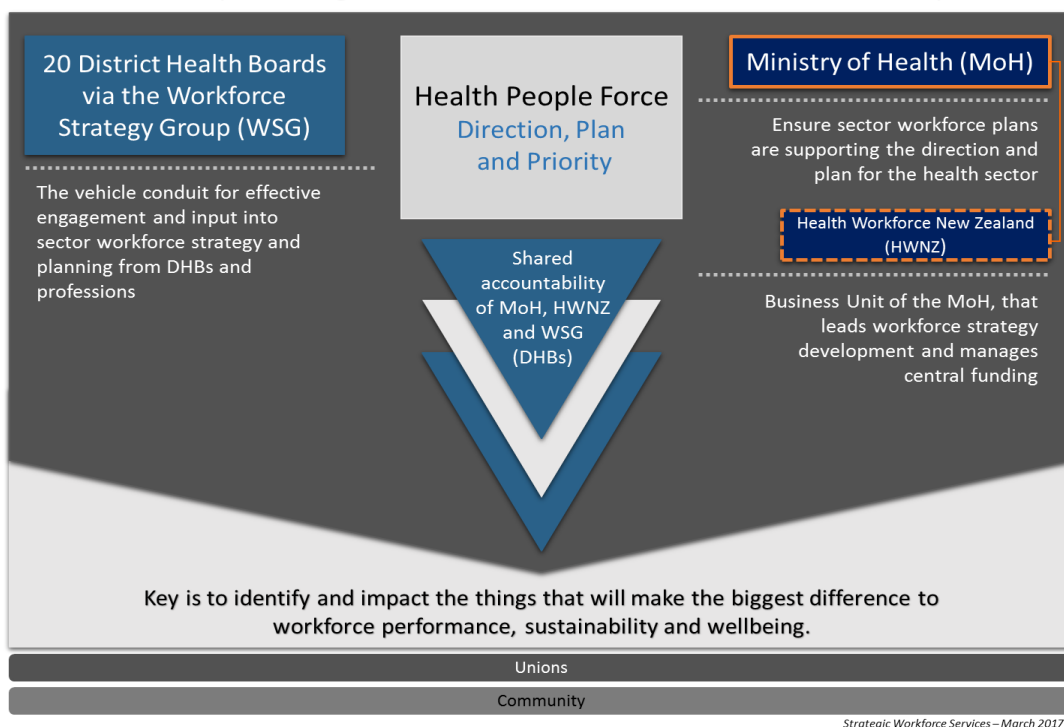 20 District Health Boards
via the Workforce
Strategy Group (WSG)
The vehicle conduit for effective
engagement and input into
sector workforce strategy and
planning from DHBs and
professions
Health People Force
Direction, Plan
and Priority
Shared
accountability
of MoH, HWNZ
and WSG
(DHBs)
Ministry of Health (MoH)
Ensure sector workforce plans
are supporting the direction and
plan for the health sector
Health Workforce New Zealand
(HWNZ)
Business Unit of the MoH, that
leads workforce strategy
development and manages
central funding
Key is to identify and impact the things that will make the biggest difference to
workforce performance, sustainability and wellbeing.
Unions
Community
Strategic Workforce Services – March 2017